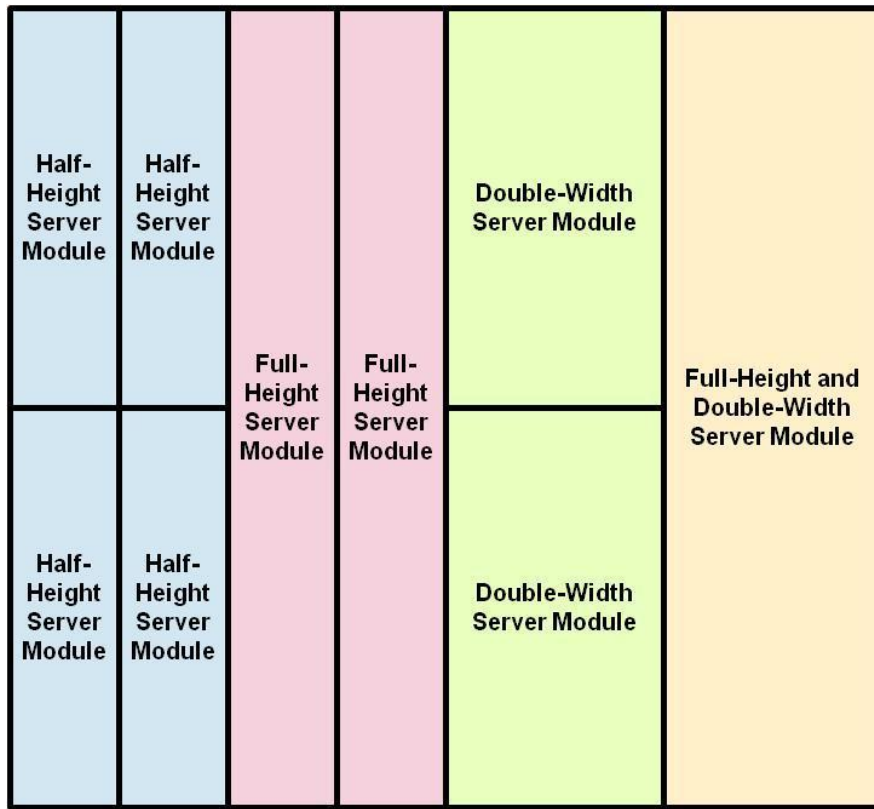 Half-
Height
Server
Module
Half-
Height
Server
Module
Full-
Height
Server
Module
Full-
Height
Server
Module
Double-Width
Server Module
Full-Height and
Double-Width
Server Module
Half-
Height
Server
Module
Half-
Height
Server
Module
Double-Width
Server Module